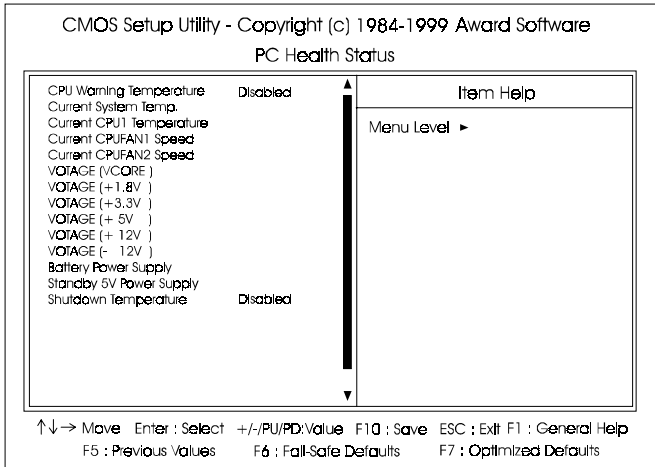 CMOS Setup Utility - Copyright (c) 1984-1999 Award Software
PC Health Status
CPU Warning Temperature Disabled
Current System Temp.
Current CPU1 Temperature
Current CPUFAN1 Speed
Current CPUFAN2 Speed
VOTAGE (VCORE )
VOTAGE (+1.8V )
VOTAGE (+3.3V )
VOTAGE (+ 5V )
VOTAGE (+ 12V )
VOTAGE (- 12V )
Battery Power Supply
Standby 5V Power Supply
Shutdown Temperature Disabled
Item Help
Menu Level ►
↑↓→ Move Enter : Select +/-/PU/PD:Value F10 : Save ESC : Exit F1 : General Help
F5 : Previous Values F6 : Fail-Safe Defaults F7 : Optimized Defaults